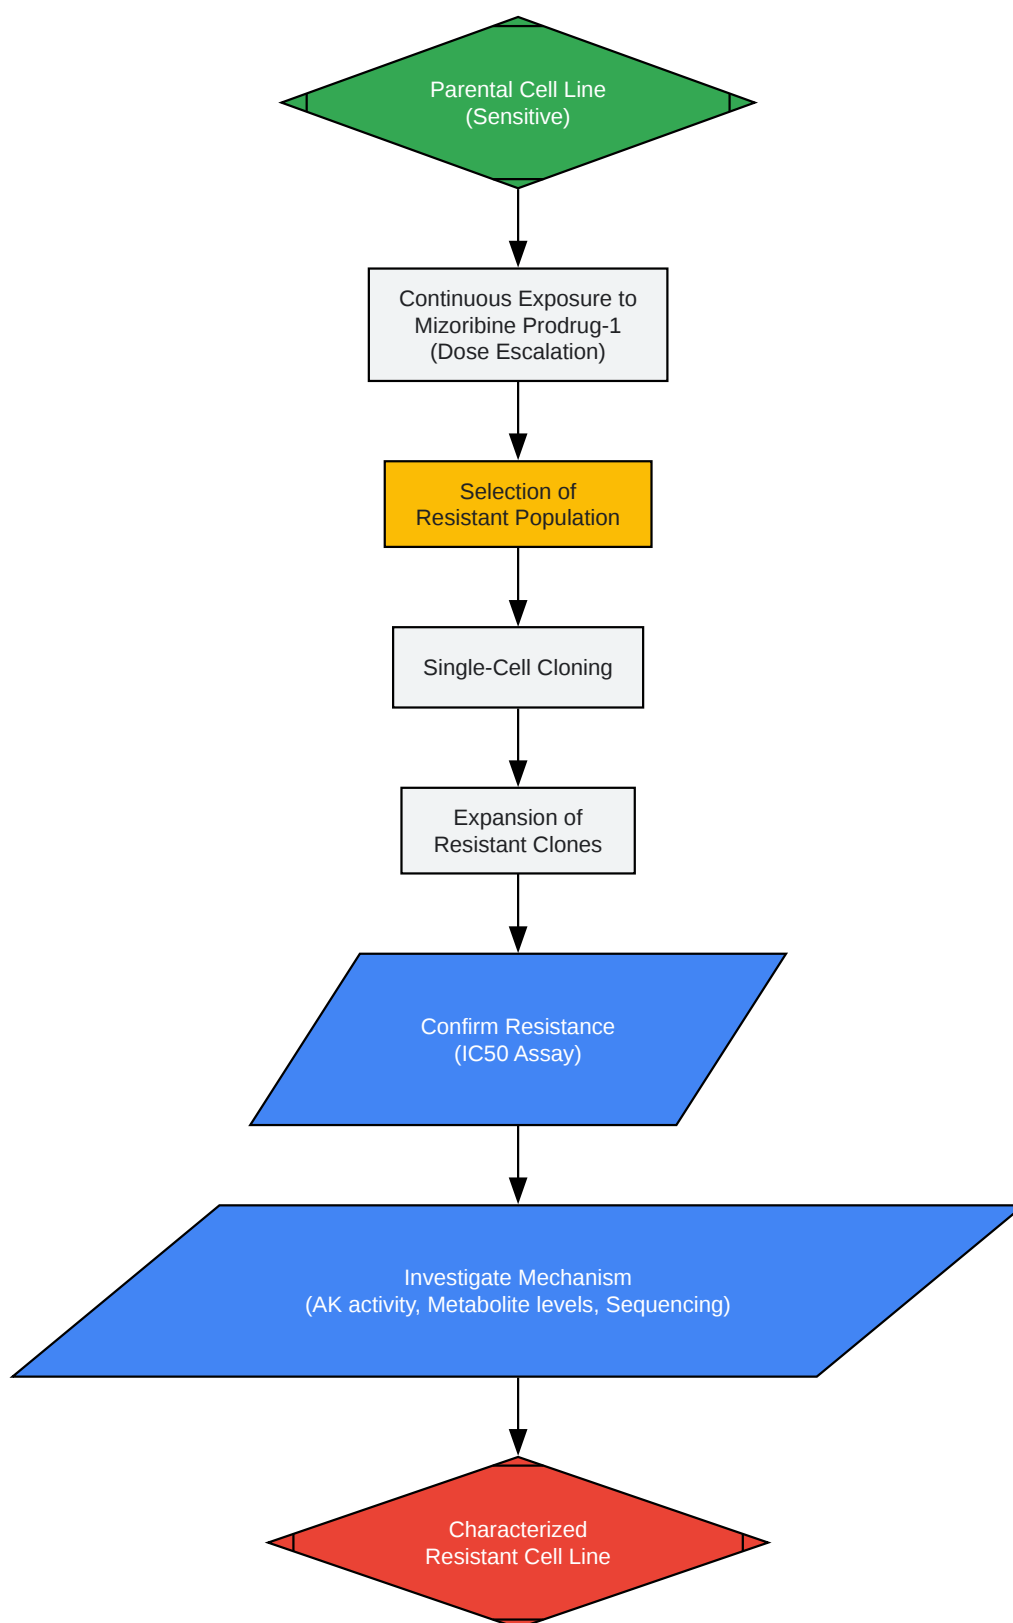 Parental Cell Line
(Sensitive)
Continuous Exposure to
Mizoribine Prodrug-1
(Dose Escalation)
Selection of
Resistant Population
Single-Cell Cloning
Expansion of
Resistant Clones
Confirm Resistance
(IC50 Assay)
Investigate Mechanism
(AK activity, Metabolite levels, Sequencing)
Characterized
Resistant Cell Line